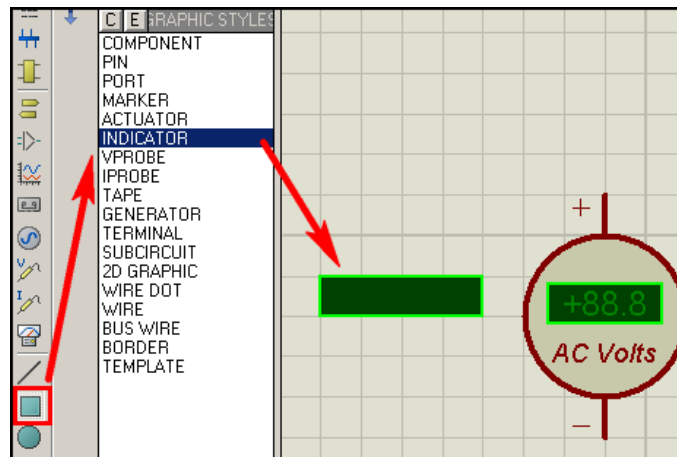 C E GRAPHIC STYLES
COMPONENT
PIN
PORT
MARKER
ACTUATOR
INDICATOR
VPROBE
IPROBE
TAPE
GENERATOR
TERMINAL
SUBCIRCUIT
2D GRAPHIC
WIRE DOT
WIRE
BUS WIRE
BORDER
TEMPLATE
+
+88.8
AC Volts
−
V
I